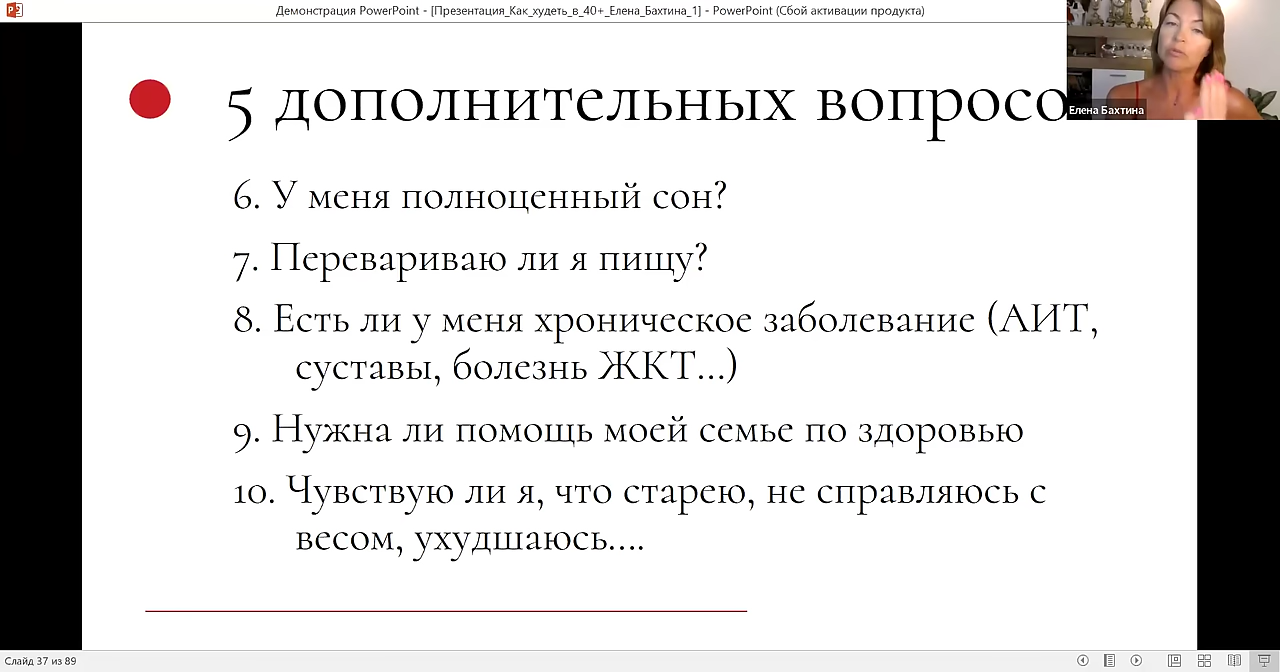 Демонстрация PowerPoint - [Презентация_Как_худеть_в_40+_Елена_Бахтина_1] - PowerPoint (Сбой активации продукта)
Елена Бахтина
5 дополнительных вопросо
6. У меня полноценный сон?
7. Перевариваю ли я пищу?
8. Есть ли у меня хроническое заболевание (АИТ,
суставы, болезнь ЖКТ...)
9. Нужна ли помощь моей семье по здоровью
10. Чувствую ли я, что старею, не справляюсь с
весом, ухудшаюсь....
Слайд 37 из 89